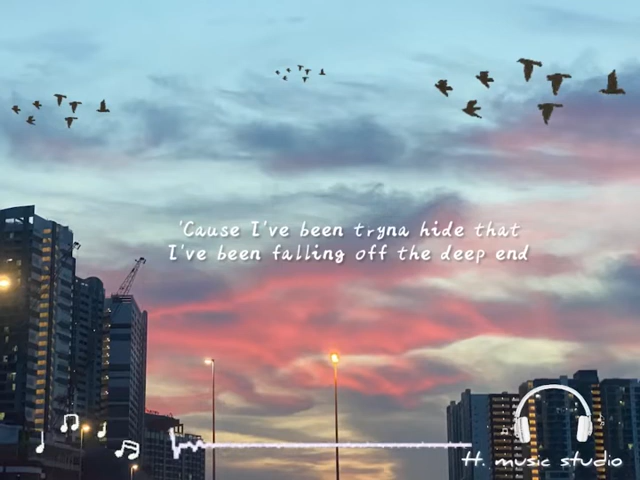 'Cause I've been tryna hide that
I've been falling off the deep end
H. music studio